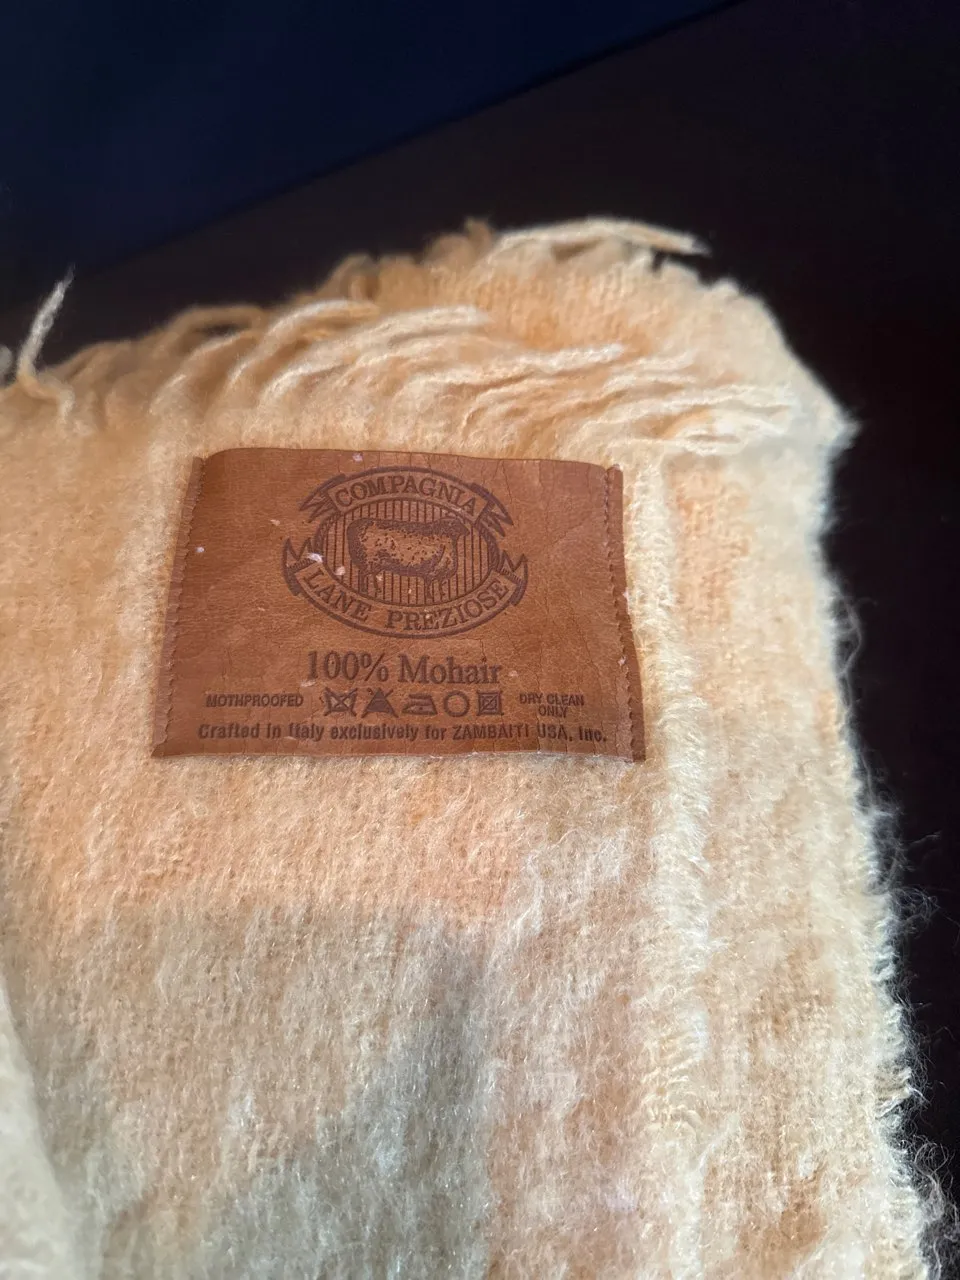 COMPAGNIA
LANE PREZIOSE
100% Mohair
MOTHPROOFED
DRY CLEAN
ONLY
Crafted in Italy exclusively for ZAMBAITI USA, Inc.